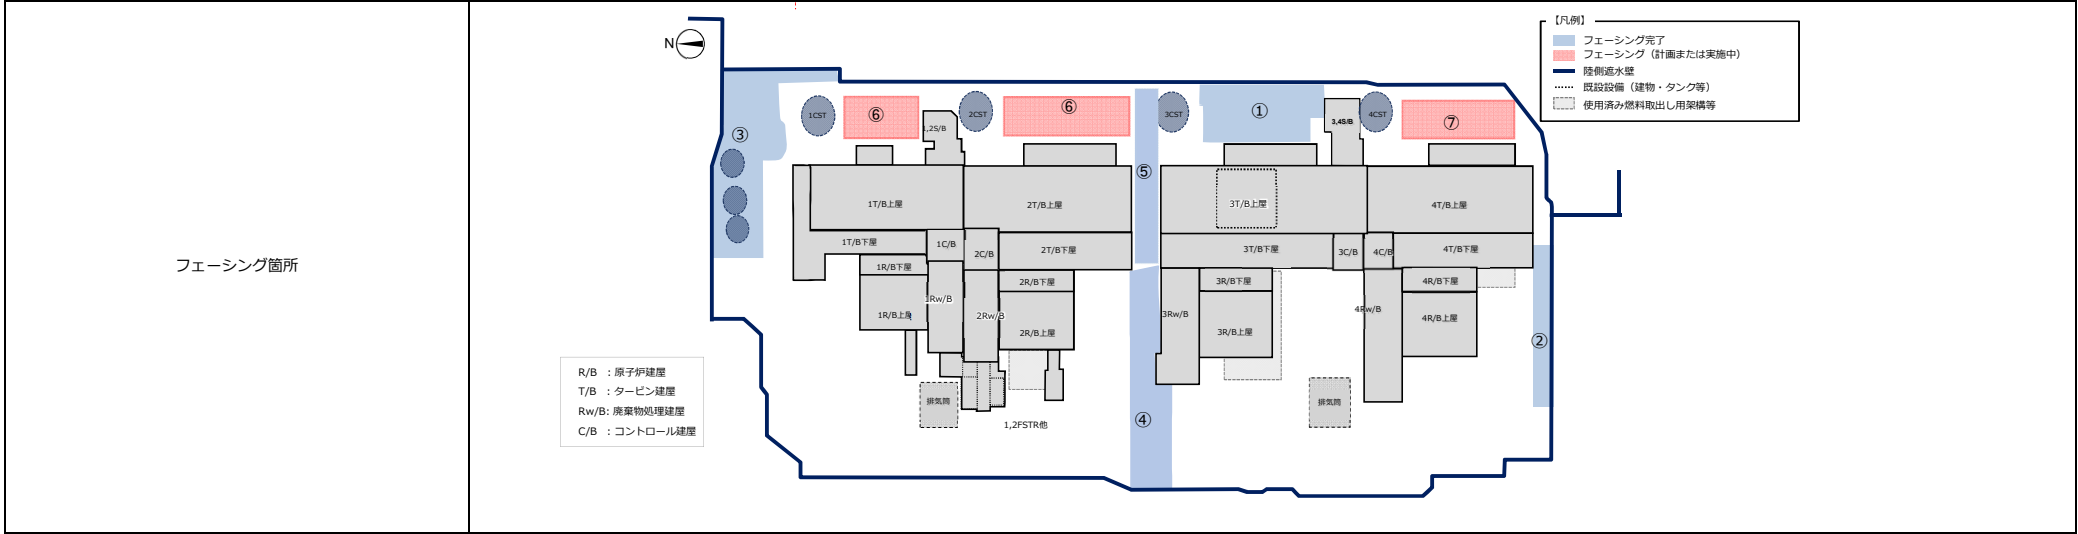 フェーシング箇所
N
【凡例】
フェーシング完了
フェーシング（計画または実施中）
陸側遮水壁
既設設備（建物・タンク等）
使用済み燃料取出し用架構等
③
1CST
⑥
1,2S/B
2CST
⑥
3CST
①
3,4S/B
4CST
⑦
⑤
1T/B上屋
2T/B上屋
3T/B上屋
4T/B上屋
1T/B下屋
1C/B
2C/B
2T/B下屋
3T/B下屋
3C/B
4C/B
4T/B下屋
1R/B下屋
2R/B下屋
3R/B下屋
4R/B下屋
1Rw/B
1R/B上屋
2Rw/B
2R/B上屋
3Rw/B
3R/B上屋
4Rw/B
4R/B上屋
②
R/B ：原子炉建屋
T/B ：タービン建屋
Rw/B：廃棄物処理建屋
C/B ：コントロール建屋
排気筒
1,2FSTR他
④
排気筒